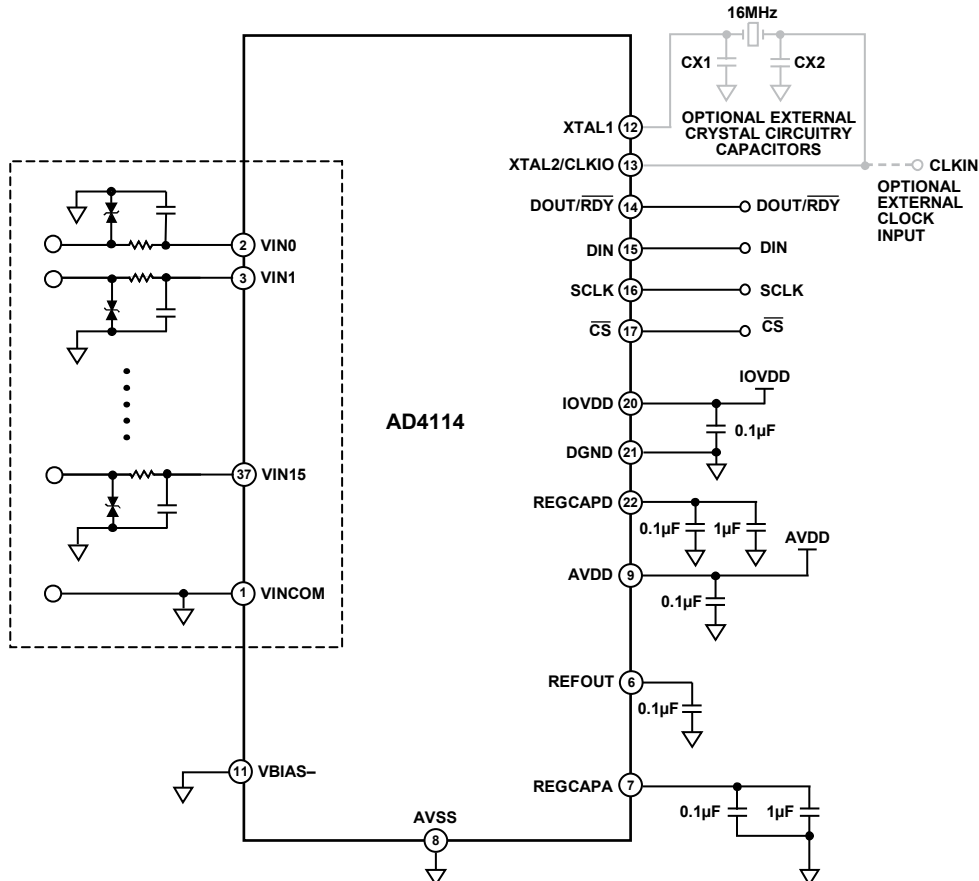 16MHz
CX1
CX2
OPTIONAL EXTERNAL
CRYSTAL CIRCUITRY
CAPACITORS
XTAL1
12
XTAL2/CLKIO
13
CLKIN
OPTIONAL
EXTERNAL
CLOCK
INPUT
DOUT/RDY
14
DOUT/RDY
DIN
15
DIN
SCLK
16
SCLK
CS
17
CS
2
VIN0
3
VIN1
37
VIN15
1
VINCOM
AD4114
IOVDD
20
IOVDD
0.1µF
DGND
21
REGCAPD
22
0.1µF
1µF
AVDD
9
AVDD
0.1µF
REFOUT
6
0.1µF
11
VBIAS–
REGCAPA
7
0.1µF
1µF
AVSS
8